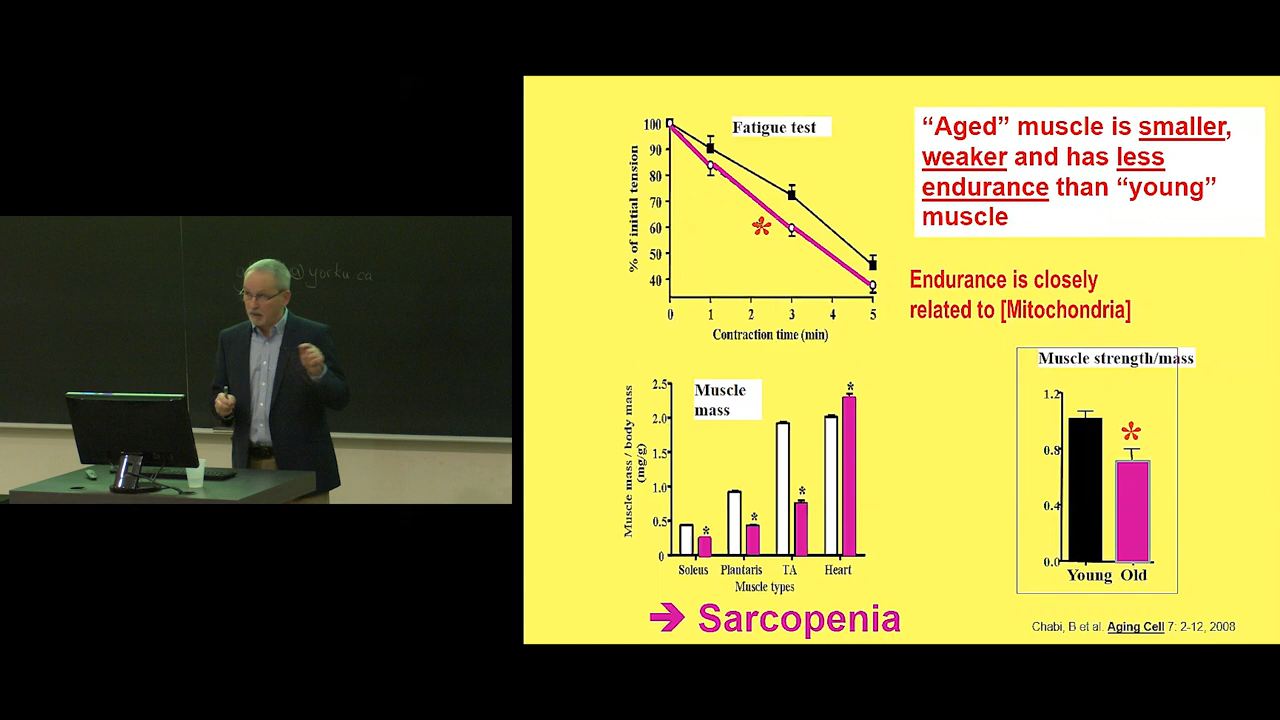 @yorku.ca
Fatigue test
100
90
80
70
60
50
40
% of initial tension
*
0 1 2 3 4 5
Contraction time (min)
“Aged” muscle is smaller,
weaker and has less
endurance than “young”
muscle
Endurance is closely
related to [Mitochondria]
Muscle
mass
2.5
2.0
1.5
1.0
0.5
0
Muscle mass / body mass
(mg/g)
* * * *
Soleus Plantaris TA Heart
Muscle types
Muscle strength/mass
1.2
0.8
0.4
0.0
*
Young Old
➔ Sarcopenia
Chabi, B et al. Aging Cell 7: 2-12, 2008